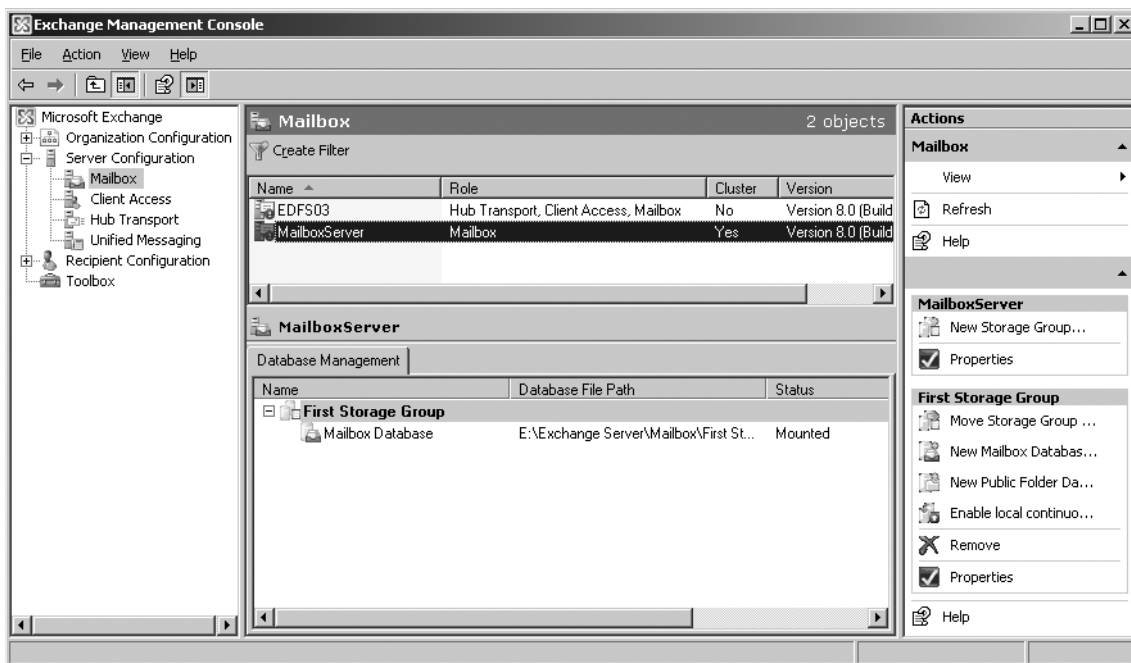 Exchange Management Console
File Action View Help
Microsoft Exchange
Organization Configuration
Server Configuration
Mailbox
Client Access
Hub Transport
Unified Messaging
Recipient Configuration
Toolbox
Mailbox 2 objects
Create Filter
Name Role Cluster Version
EDFS03 Hub Transport, Client Access, Mailbox No Version 8.0 (Build
MailboxServer Mailbox Yes Version 8.0 (Build
MailboxServer
Database Management
Name Database File Path Status
First Storage Group
Mailbox Database E:\Exchange Server\Mailbox\First St... Mounted
Actions
Mailbox
View
Refresh
Help
MailboxServer
New Storage Group...
Properties
First Storage Group
Move Storage Group ...
New Mailbox Databas...
New Public Folder Da...
Enable local continuo...
Remove
Properties
Help